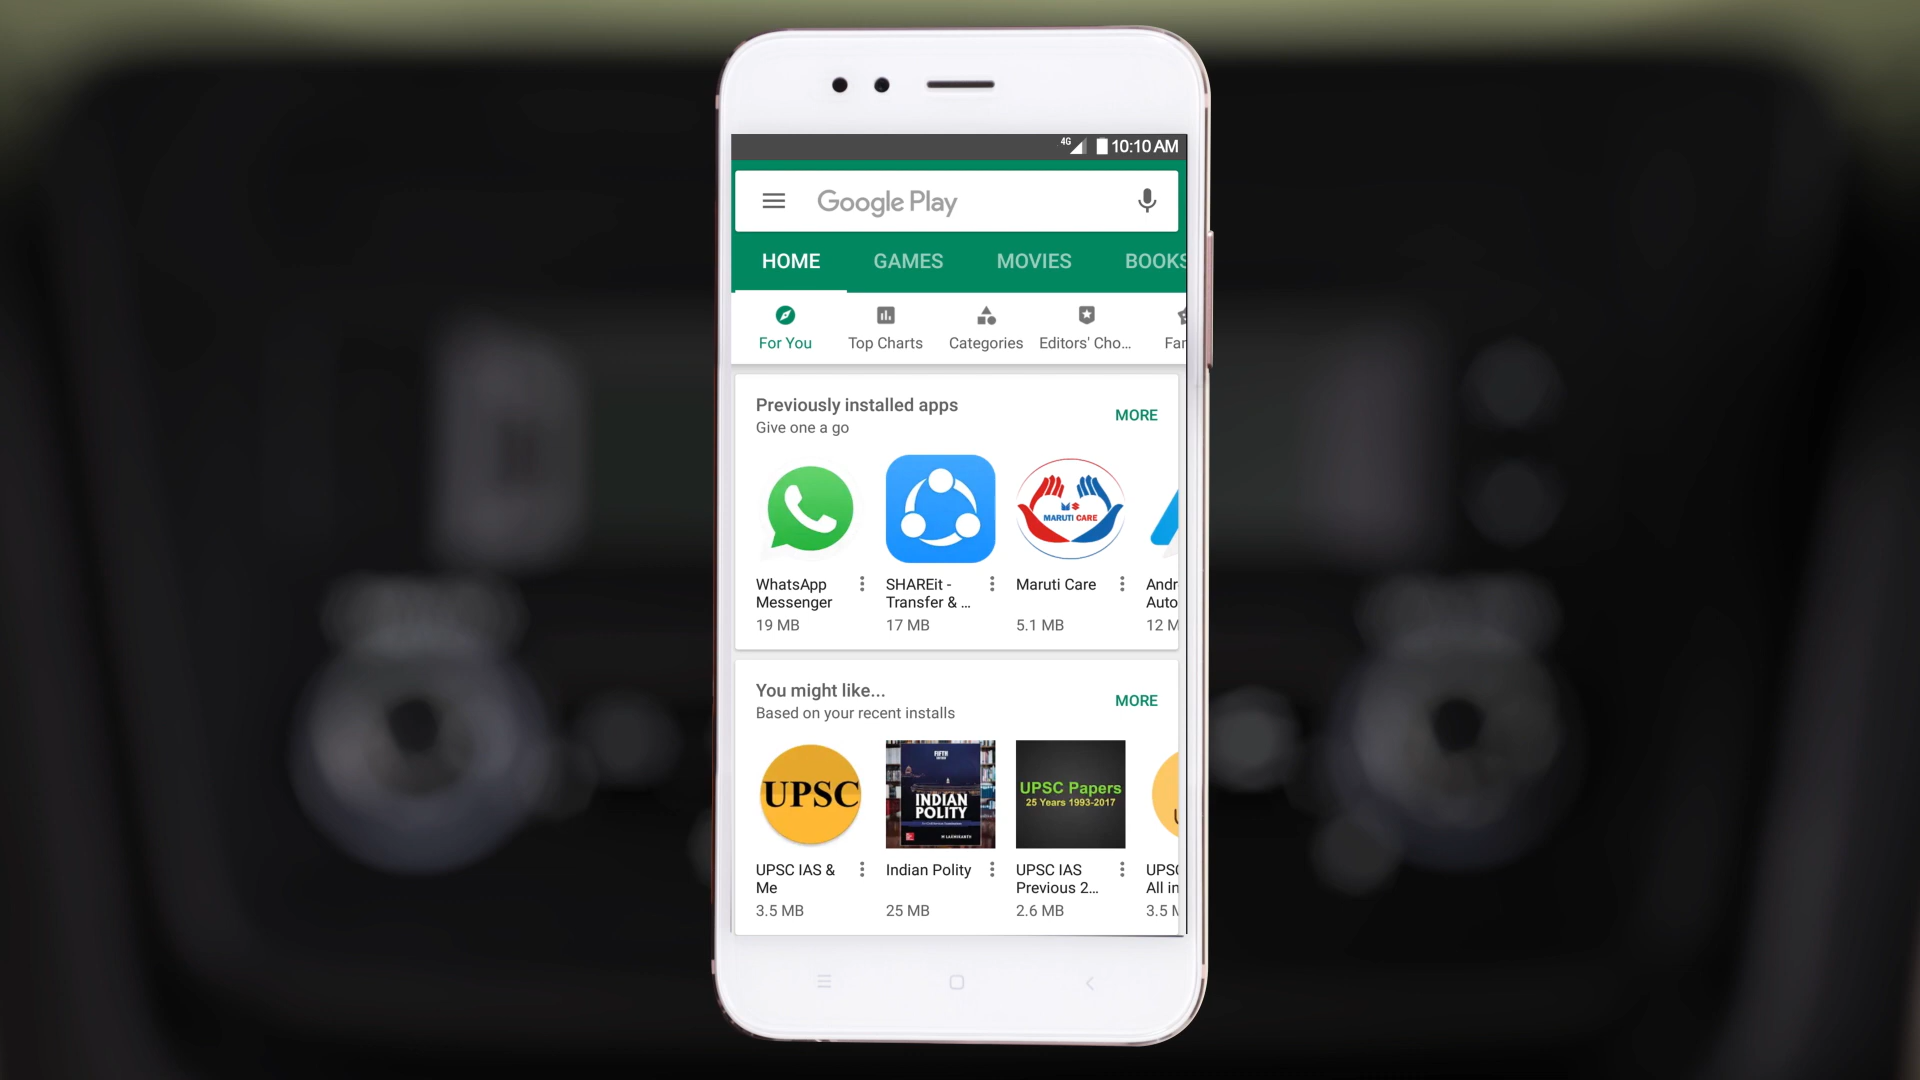 4G 10:10 AM
Google Play
HOME GAMES MOVIES BOOKS
For You Top Charts Categories Editors' Cho...
Previously installed apps
MORE
Give one a go
MARUTI CARE
WhatsApp Messenger
19 MB
SHAREit - Transfer & ...
17 MB
Maruti Care
5.1 MB
Andr
Auto
12 M
You might like...
MORE
Based on your recent installs
UPSC
FIFTH
INDIAN
POLITY
M LAXMIKANTH
UPSC Papers
25 Years 1993-2017
UPSC IAS & Me
3.5 MB
Indian Polity
25 MB
UPSC IAS Previous 2...
2.6 MB
UPSC
All in
3.5 M